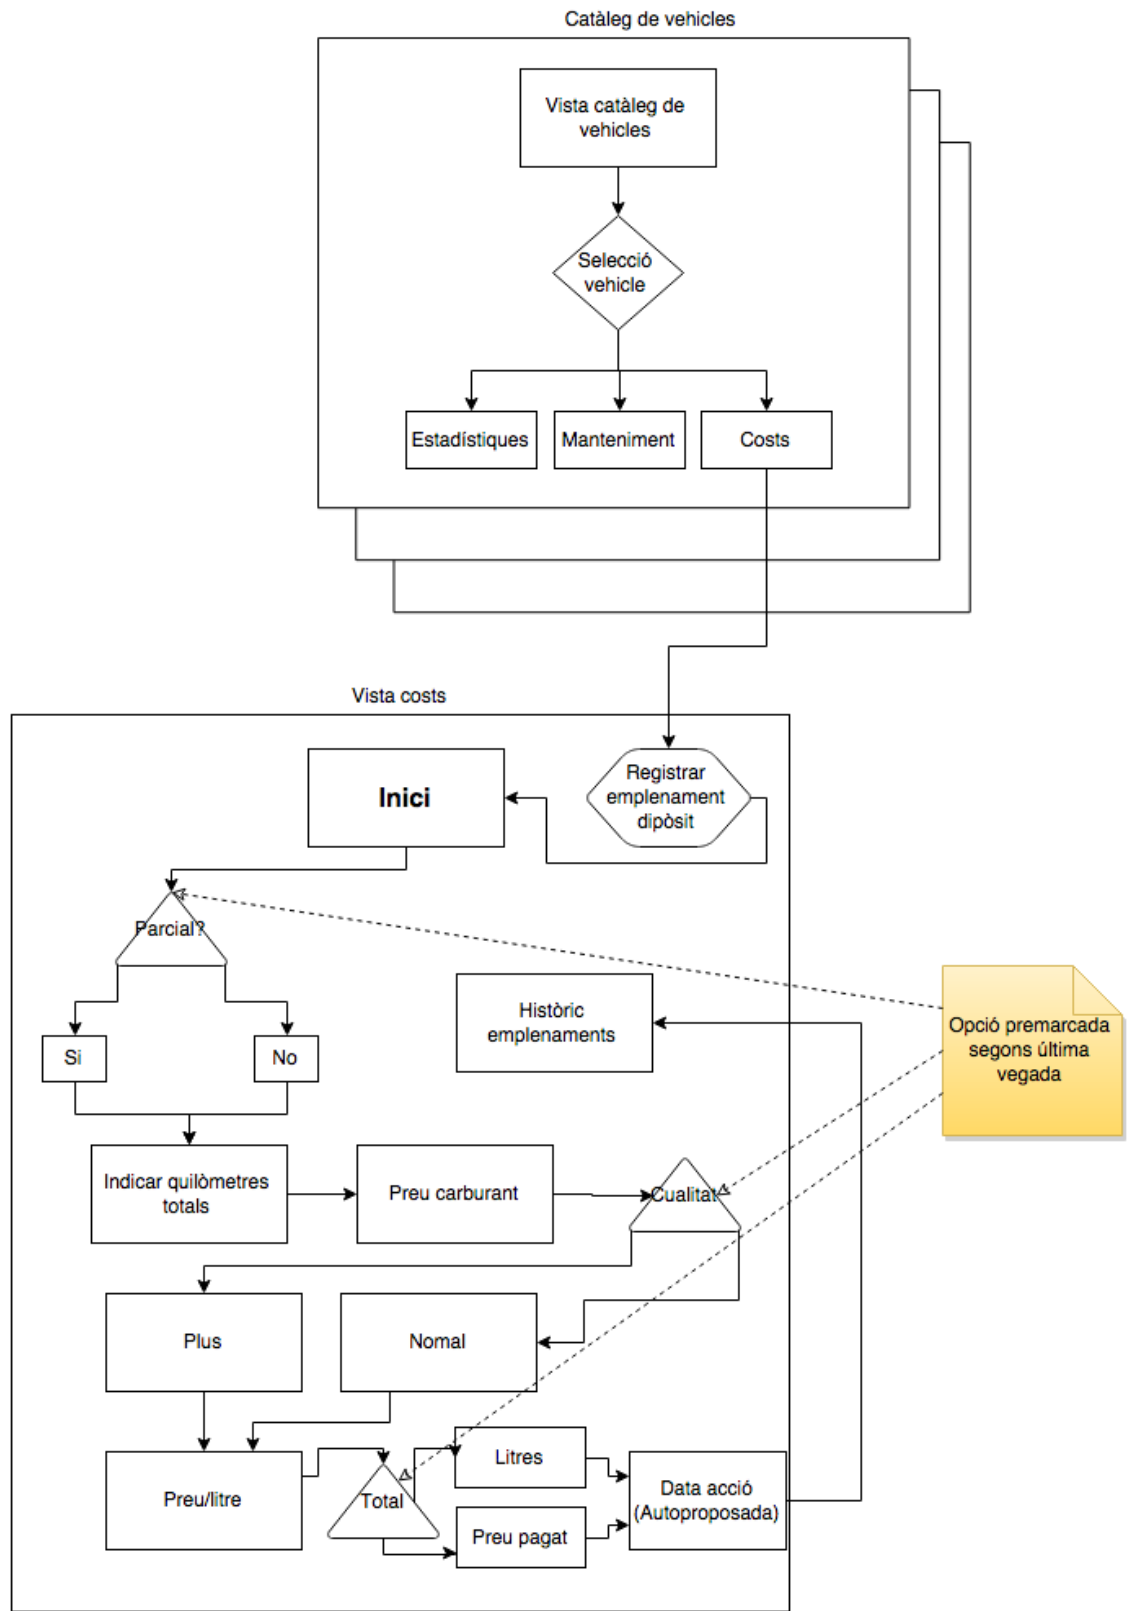 Catàleg de vehicles
Vista catàleg de
vehicles
Selecció
vehicle
Estadístiques
Manteniment
Costs
Vista costs
Inici
Registrar
emplenament
dipòsit
Parcial?
Si
No
Històric
emplenaments
Opció premarcada
segons última
vegada
Indicar quilòmetres
totals
Preu carburant
Cualitat
Plus
Nomal
Preu/litre
Total
Litres
Preu pagat
Data acció
(Autoproposada)